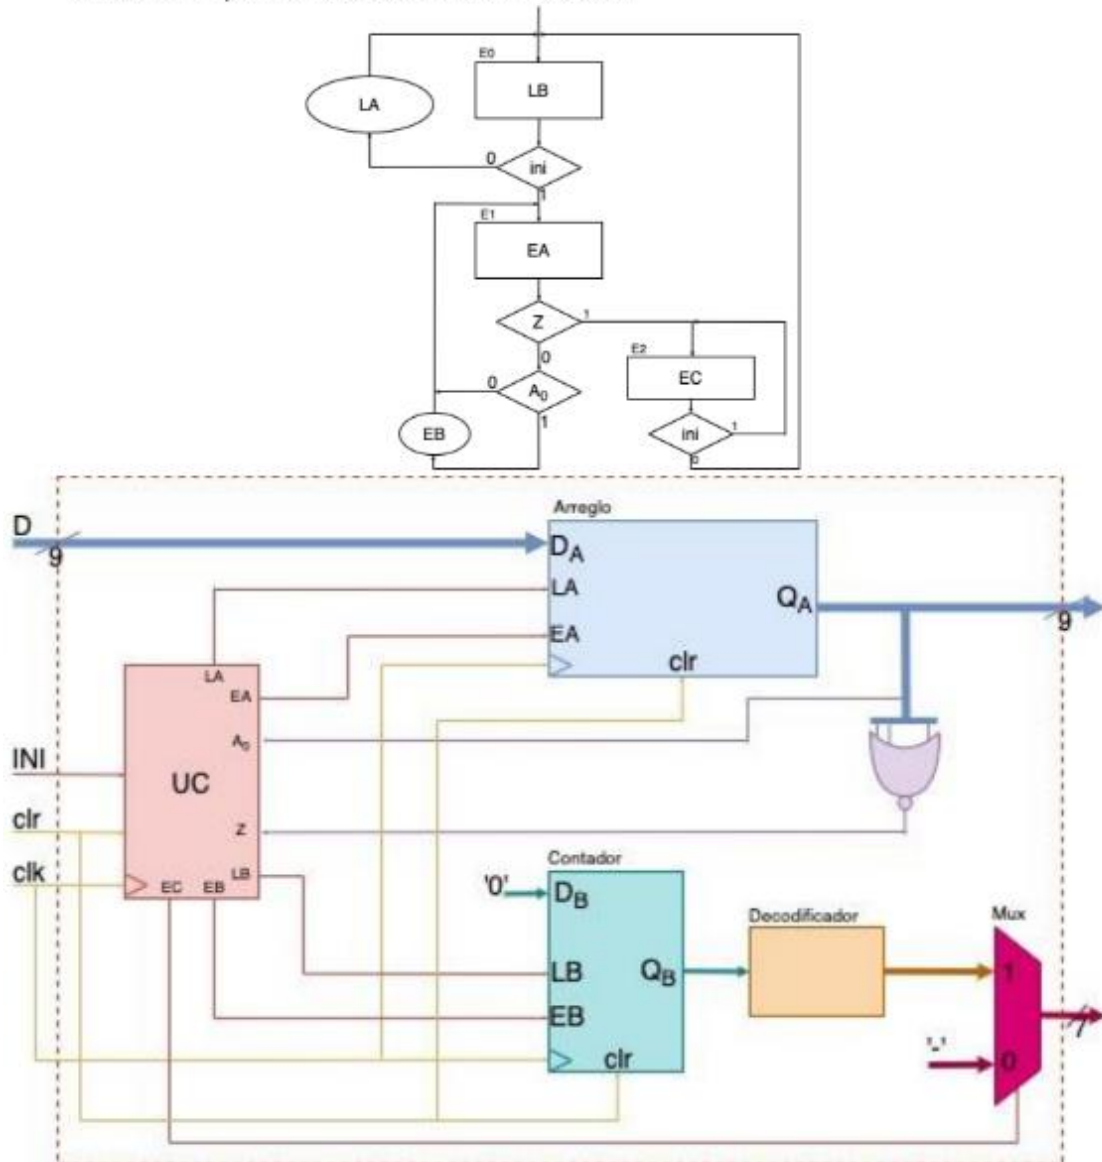 E0
LB
LA
0
ini
1
E1
EA
Z
1
0
E2
EC
0
A0
1
EB
ini
1
0
D
9
Arreglo
DA
LA
QA
9
EA
clr
LA
EA
A0
INI
UC
clr
Z
clk
EC EB LB
Contador
'0'
DB
LB
QB
EB
clr
Decodificador
Mux
1
'-'
0
7